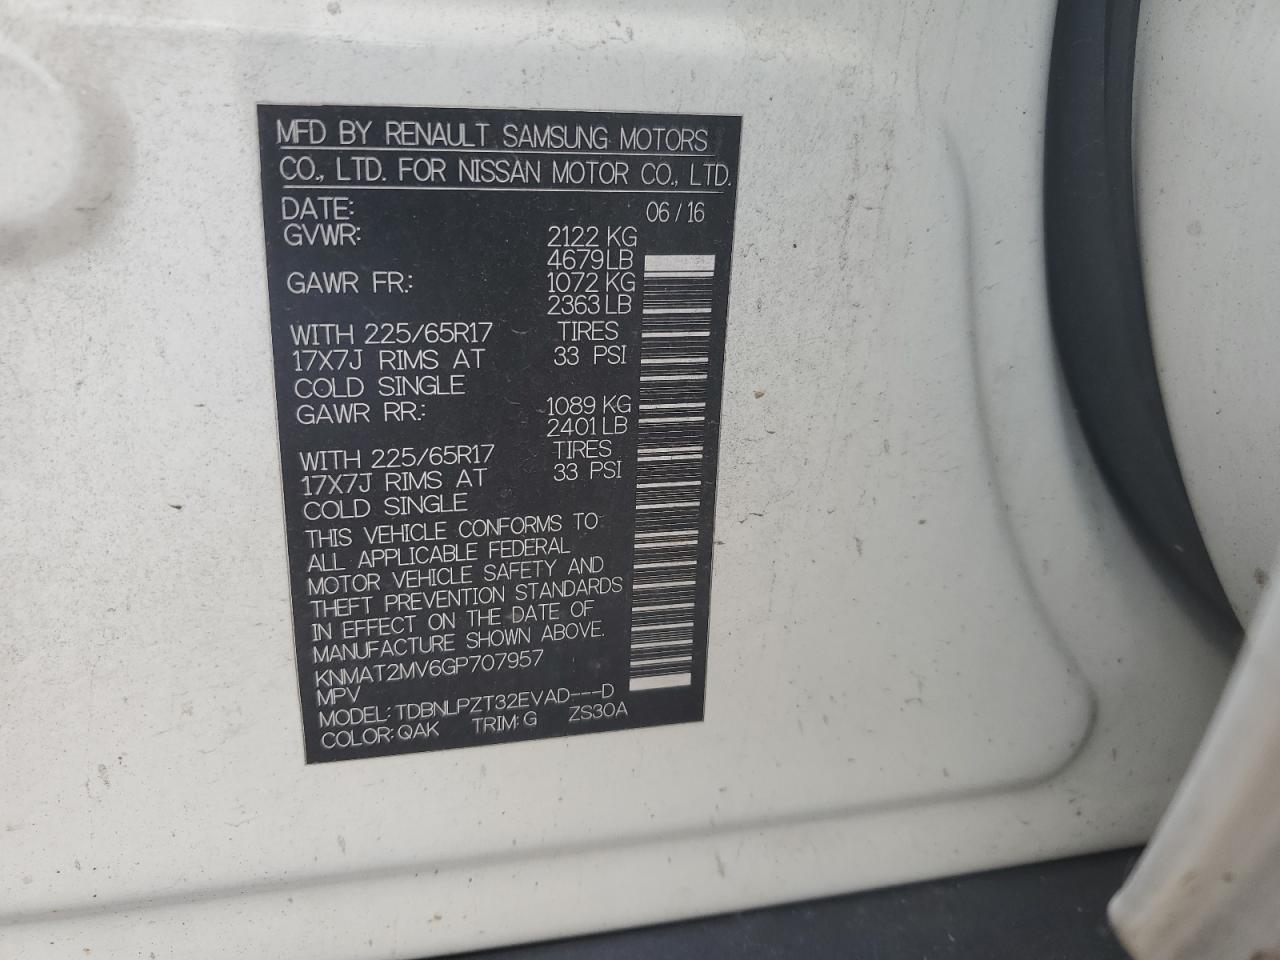 MFD BY RENAULT SAMSUNG MOTORS
CO., LTD. FOR NISSAN MOTOR CO., LTD.
DATE: 06 / 16
GVWR: 2122 KG
4679 LB
GAWR FR.: 1072 KG
2363 LB
WITH 225/65R17 TIRES
17X7J RIMS AT 33 PSI
COLD SINGLE
GAWR RR.: 1089 KG
2401 LB
WITH 225/65R17 TIRES
17X7J RIMS AT 33 PSI
COLD SINGLE
THIS VEHICLE CONFORMS TO
ALL APPLICABLE FEDERAL
MOTOR VEHICLE SAFETY AND
THEFT PREVENTION STANDARDS
IN EFFECT ON THE DATE OF
MANUFACTURE SHOWN ABOVE.
KNMAT2MV6GP707957
MPV
MODEL: TDBNLPZT32EVAD---D
COLOR: QAK TRIM: G ZS30A